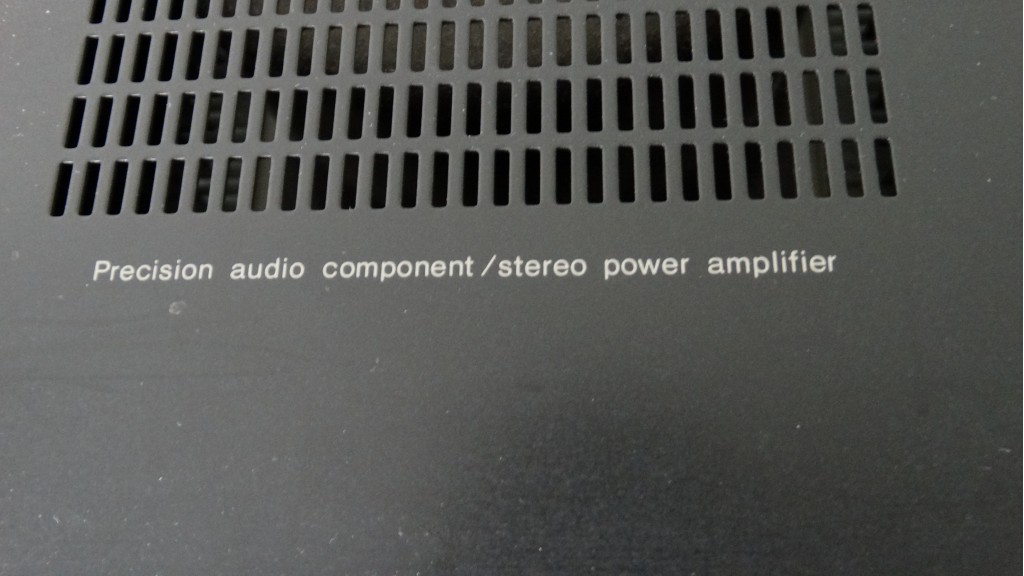 Precision audio component/stereo power amplifier